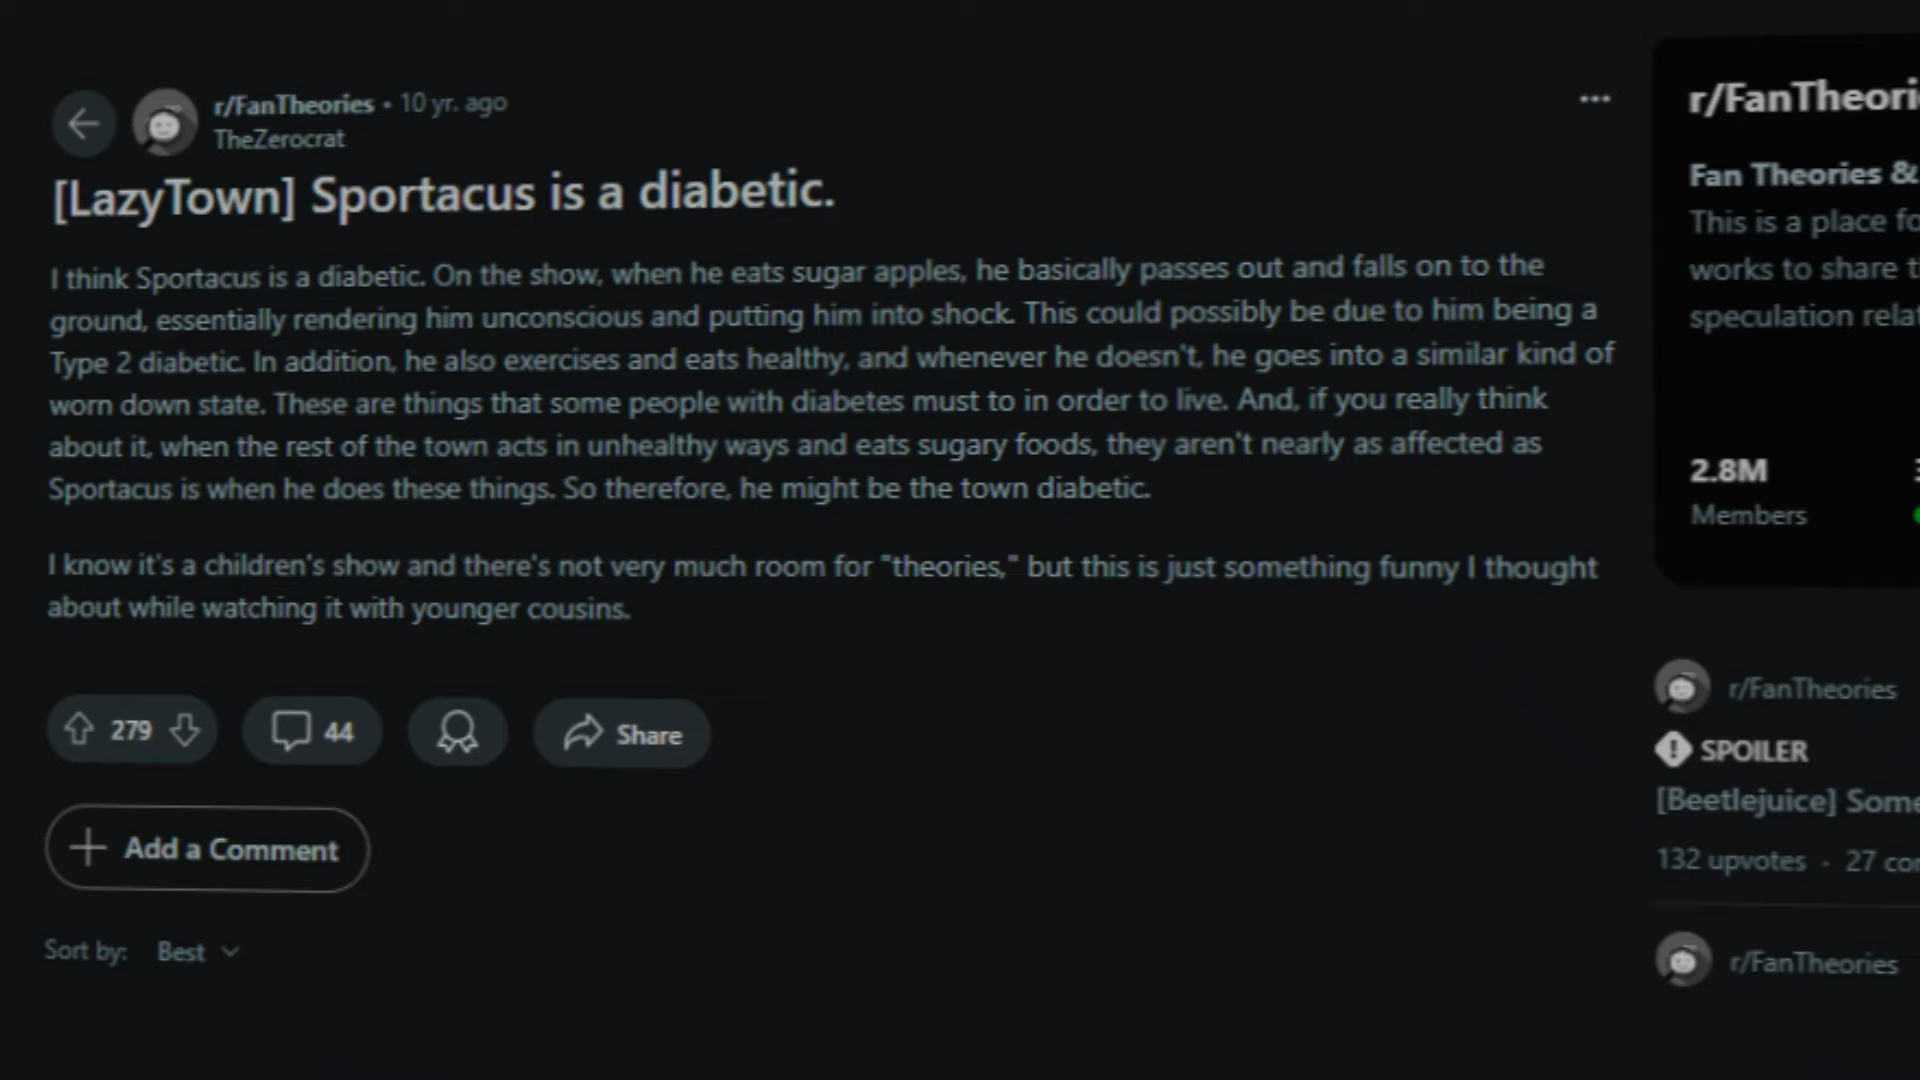 r/FanTheories • 10 yr. ago
TheZerocrat
[LazyTown] Sportacus is a diabetic.
I think Sportacus is a diabetic. On the show, when he eats sugar apples, he basically passes out and falls on to the
ground, essentially rendering him unconscious and putting him into shock. This could possibly be due to him being a
Type 2 diabetic. In addition, he also exercises and eats healthy, and whenever he doesn't, he goes into a similar kind of
worn down state. These are things that some people with diabetes must to in order to live. And, if you really think
about it, when the rest of the town acts in unhealthy ways and eats sugary foods, they aren't nearly as affected as
Sportacus is when he does these things. So therefore, he might be the town diabetic.
I know it's a children's show and there's not very much room for "theories," but this is just something funny I thought
about while watching it with younger cousins.
279
44
Share
Add a Comment
Sort by: Best
r/FanTheori
Fan Theories &
This is a place fo
works to share t
speculation relat
2.8M
Members
r/FanTheories
SPOILER
[Beetlejuice] Some
132 upvotes · 27 co
r/FanTheories